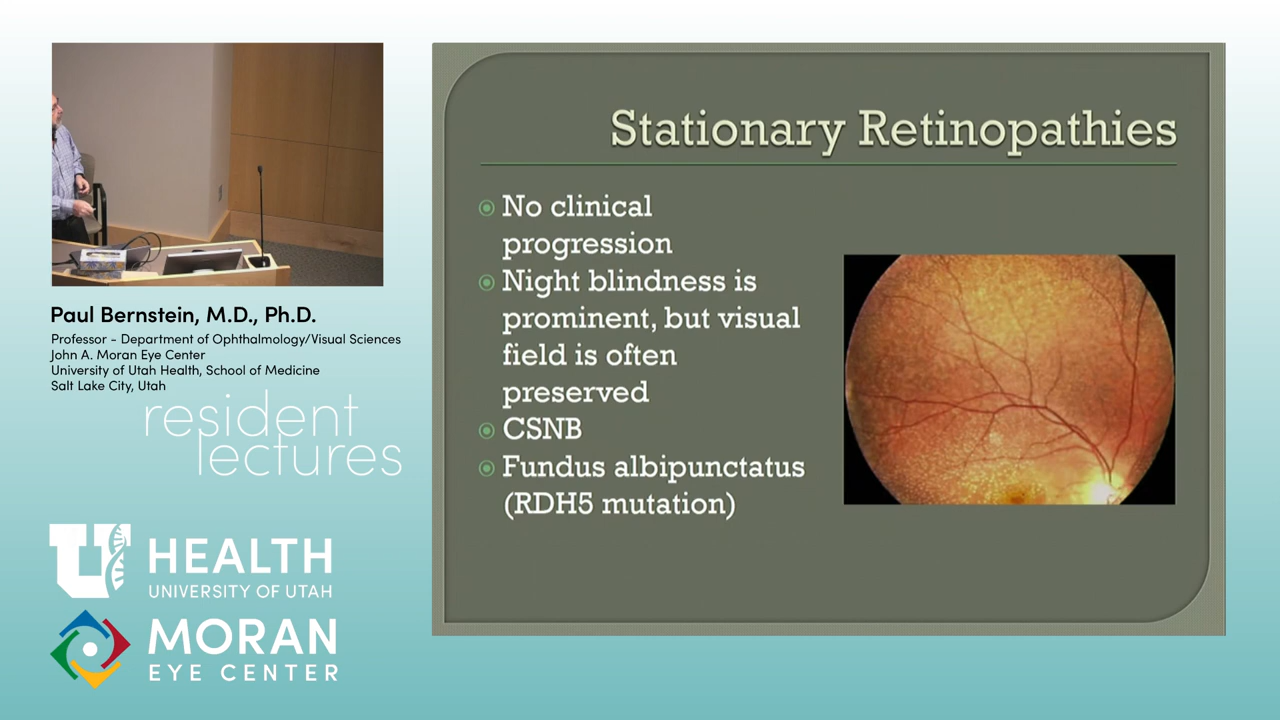 Paul Bernstein, M.D., Ph.D.
Professor - Department of Ophthalmology/Visual Sciences
John A. Moran Eye Center
University of Utah Health, School of Medicine
Salt Lake City, Utah
resident
lectures
U
HEALTH
UNIVERSITY OF UTAH
MORAN
EYE CENTER
Stationary Retinopathies
No clinical
progression
Night blindness is
prominent, but visual
field is often
preserved
CSNB
Fundus albipunctatus
(RDH5 mutation)